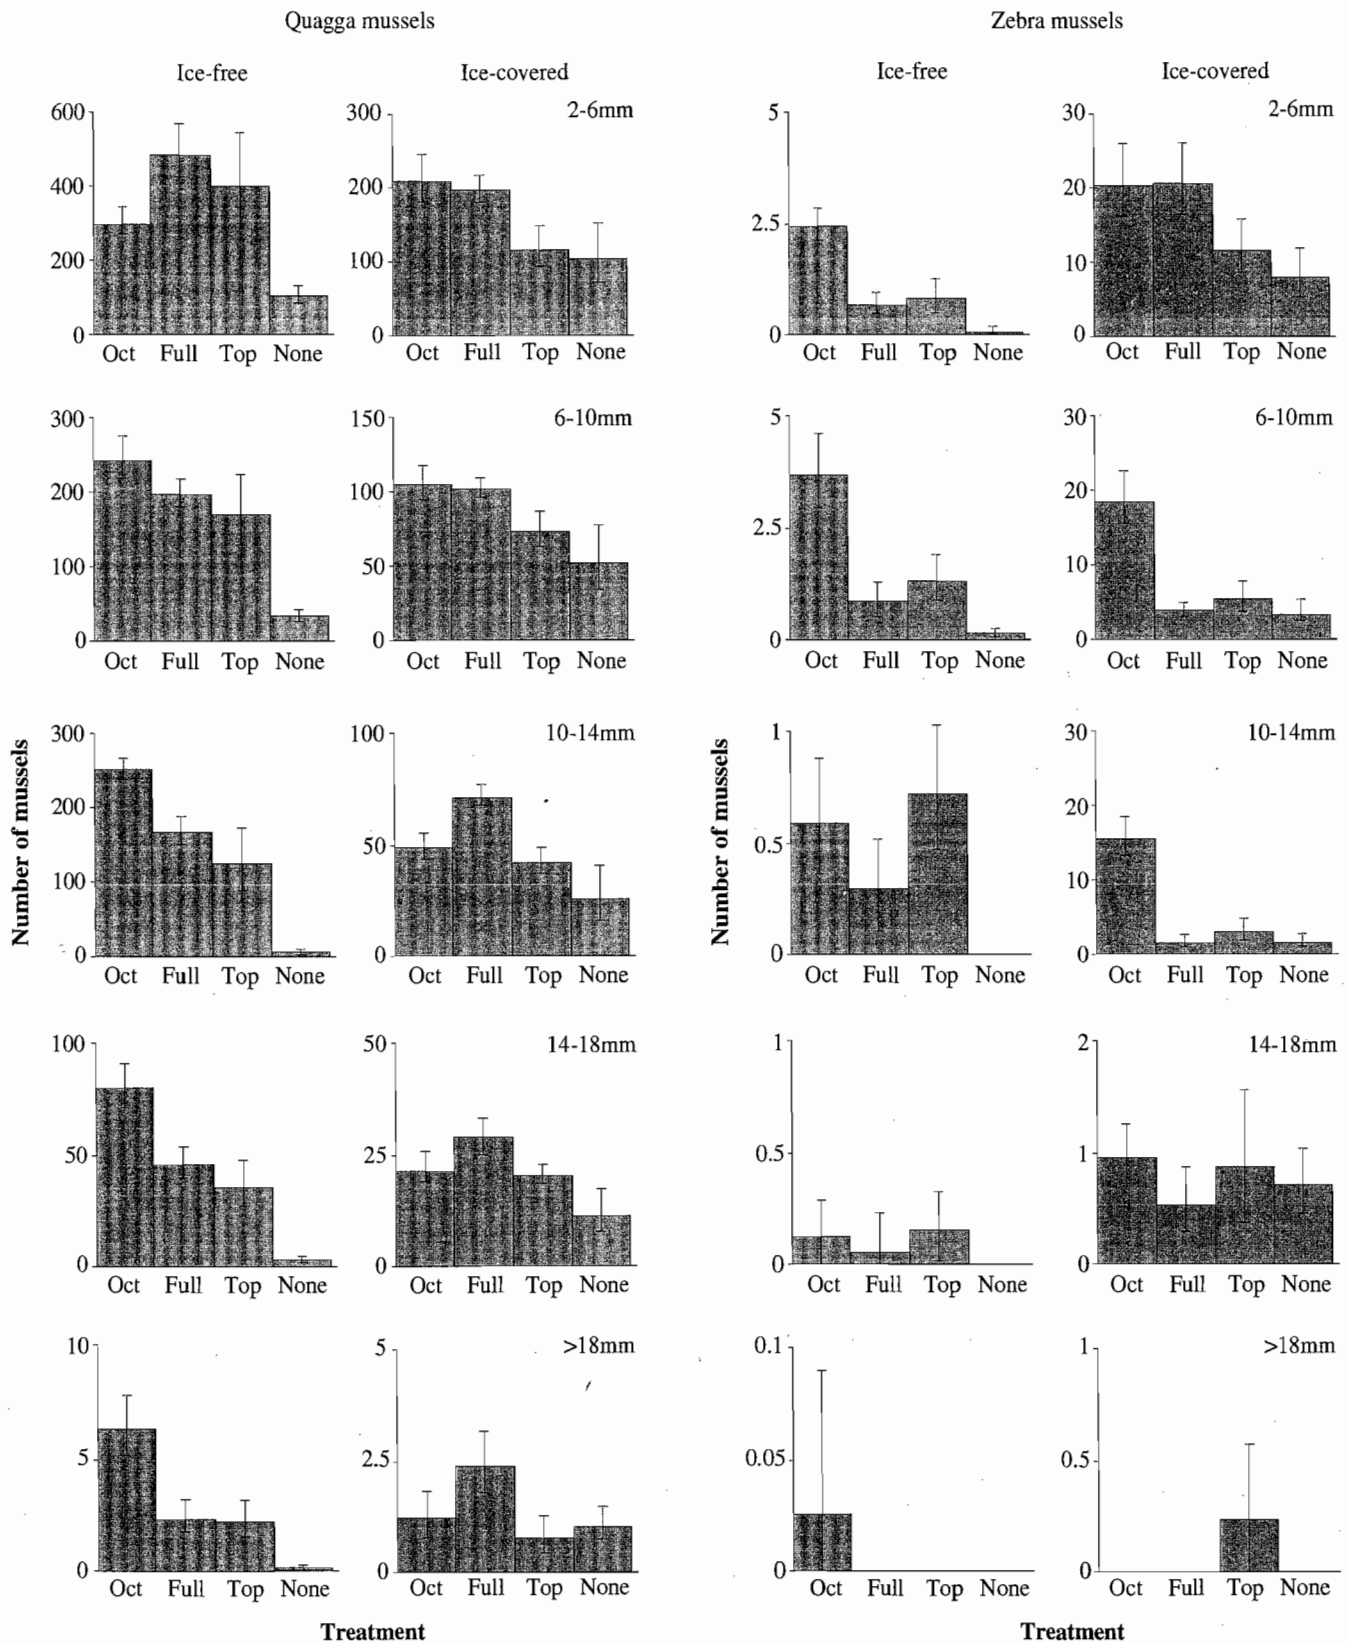 Quagga mussels Zebra mussels
Ice-free Ice-covered Ice-free Ice-covered
2-6mm 2-6mm
600 300 5 30
400 200 2.5 20
200 100 10
0 0 0 0
Oct Full Top None Oct Full Top None Oct Full Top None Oct Full Top None
6-10mm 6-10mm
300 150 5 30
200 100 2.5 20
100 50 10
0 0 0 0
Oct Full Top None Oct Full Top None Oct Full Top None Oct Full Top None
Number of mussels Number of mussels
10-14mm 10-14mm
300 100 1 30
200 50 0.5 20
100 10
0 0 0 0
Oct Full Top None Oct Full Top None Oct Full Top None Oct Full Top None
14-18mm 14-18mm
100 50 1 2
50 25 0.5 1
0 0 0 0
Oct Full Top None Oct Full Top None Oct Full Top None Oct Full Top None
>18mm >18mm
10 5 0.1 1
5 2.5 0.05 0.5
0 0 0 0
Oct Full Top None Oct Full Top None Oct Full Top None Oct Full Top None
Treatment Treatment